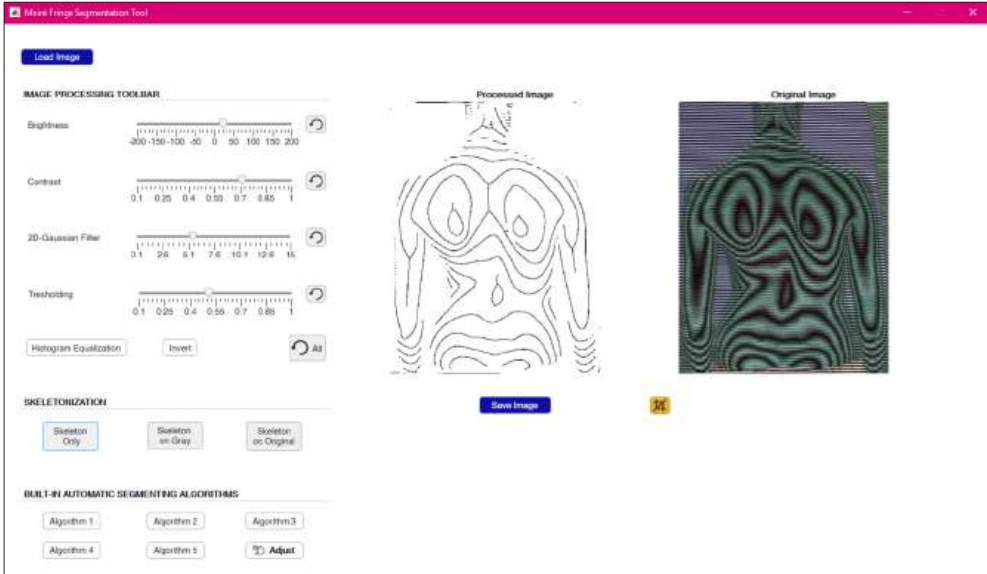 Moiré Fringe Segmentation Tool
Load Image
IMAGE PROCESSING TOOLBAR
Processed Image
Original Image
Brightness
-200 -150 -100 -50 0 50 100 150 200
Contrast
0.1 0.25 0.4 0.55 0.7 0.85 1
2D-Gaussian Filter
0.1 2.6 5.1 7.6 10.1 12.6 15
Tresholding
0.1 0.25 0.4 0.55 0.7 0.85 1
Histogram Equalization
Invert
All
SKELETONIZATION
Save Image
Skeleton
Only
Skeleton
on Gray
Skeleton
on Original
BUILT-IN AUTOMATIC SEGMENTING ALGORITHMS
Algorithm 1
Algorithm 2
Algorithm 3
Algorithm 4
Algorithm 5
Adjust